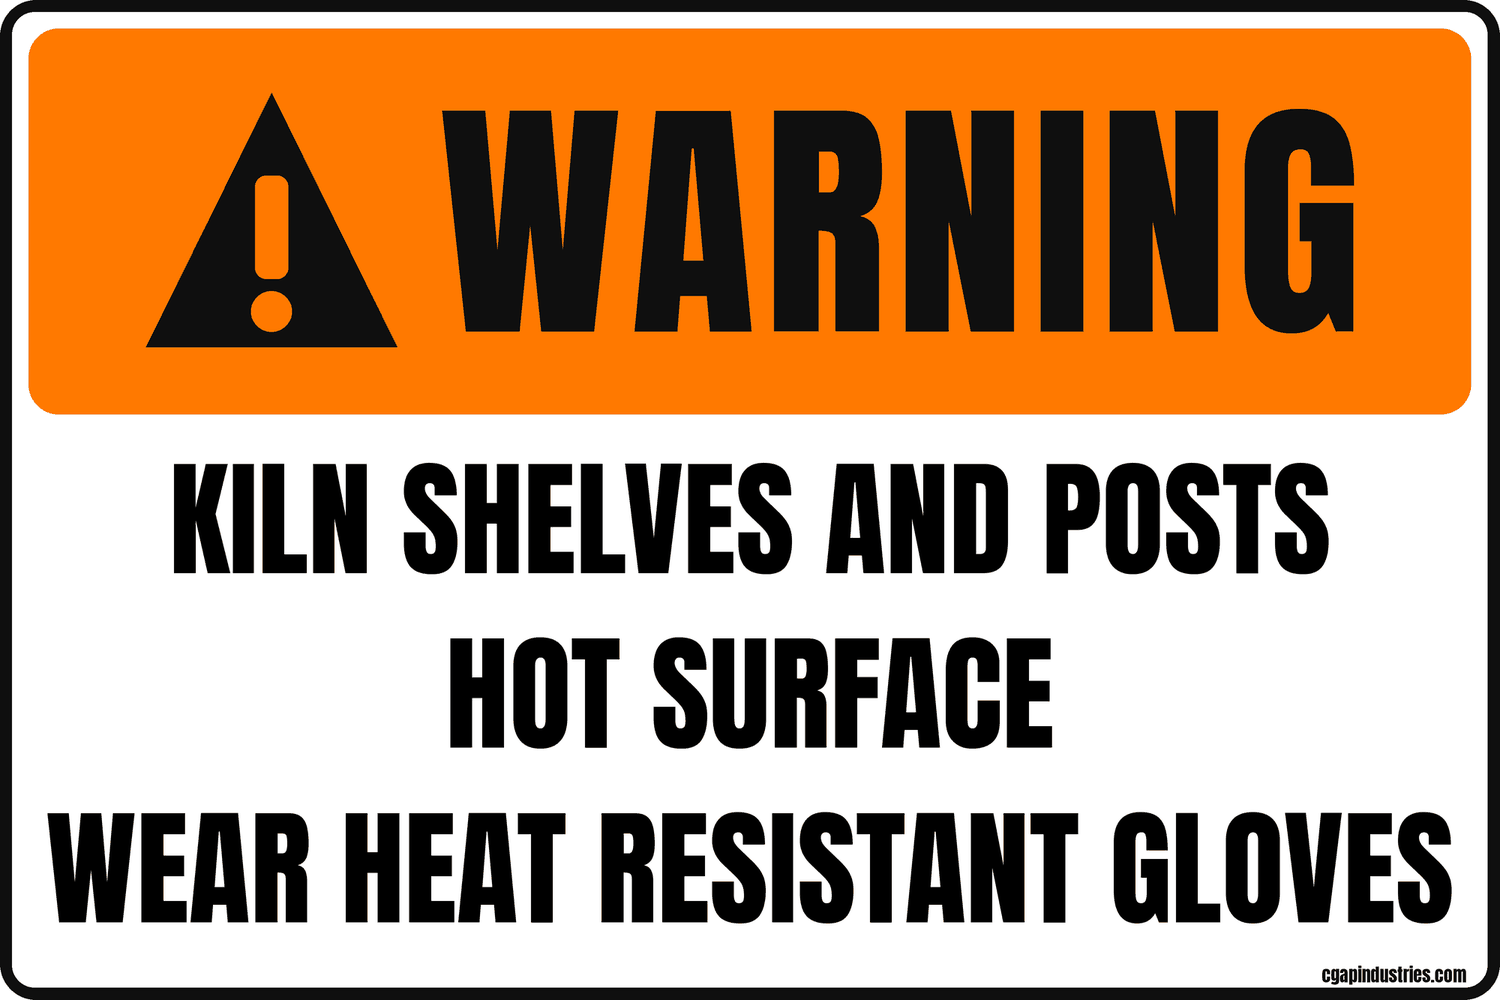 WARNING
KILN SHELVES AND POSTS
HOT SURFACE
WEAR HEAT RESISTANT GLOVES
cgapindustries.com